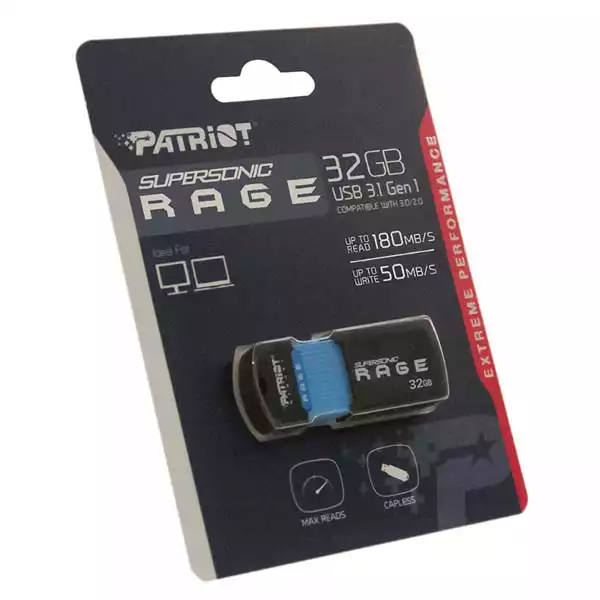 PATRIOT
SUPERSONIC
RAGE
32GB
USB 3.1 Gen 1
COMPATIBLE WITH 3.0/2.0
UP TO
READ 180MB/S
UP TO
WRITE 50MB/S
Ideal For
EXTREME PERFORMANCE
PATRIOT
RAGE
SUPERSONIC
RAGE
32GB
MAX READS
CAPLESS